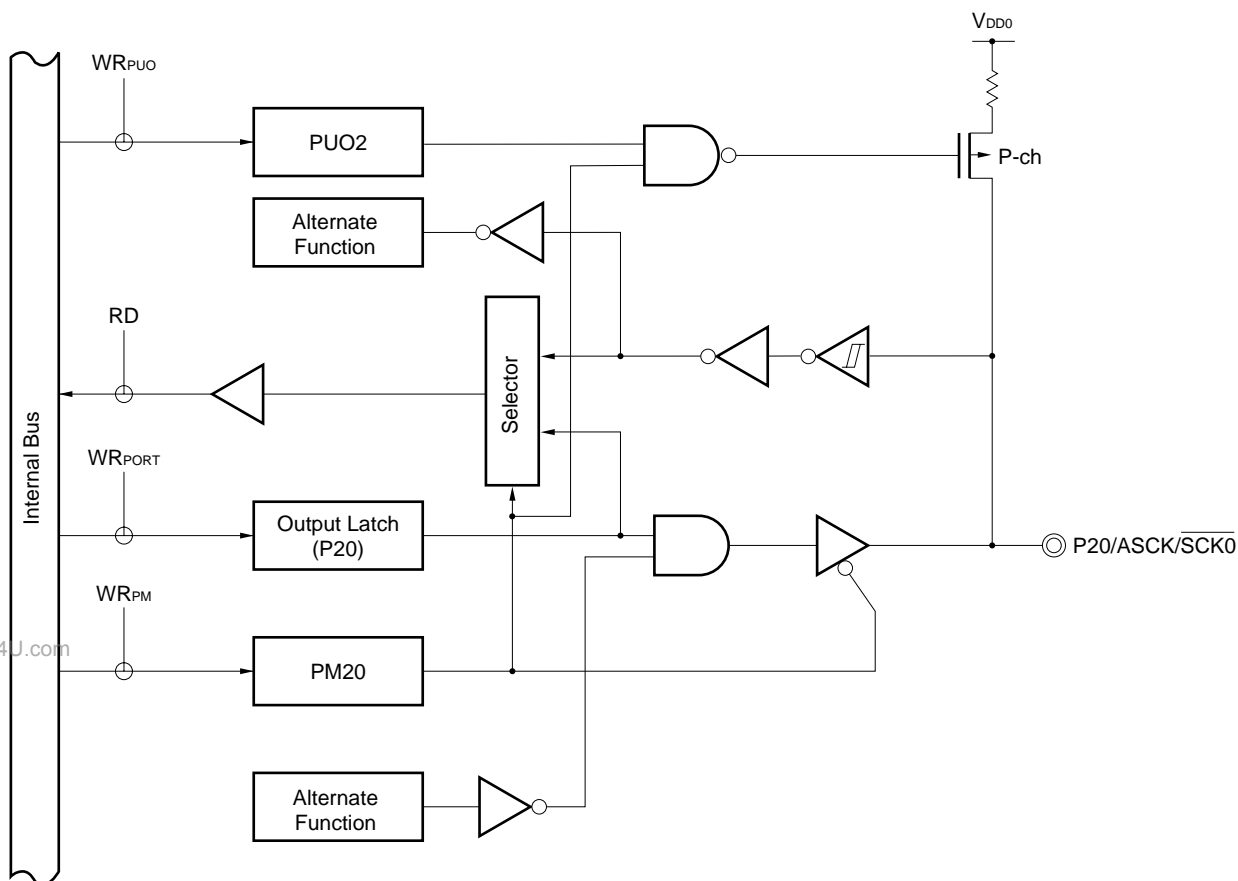 VDD0
WRPUO
PUO2
P-ch
Alternate
Function
RD
Selector
Internal Bus
WRPORT
Output Latch
(P20)
P20/ASCK/SCK0
WRPM
4U.com
PM20
Alternate
Function